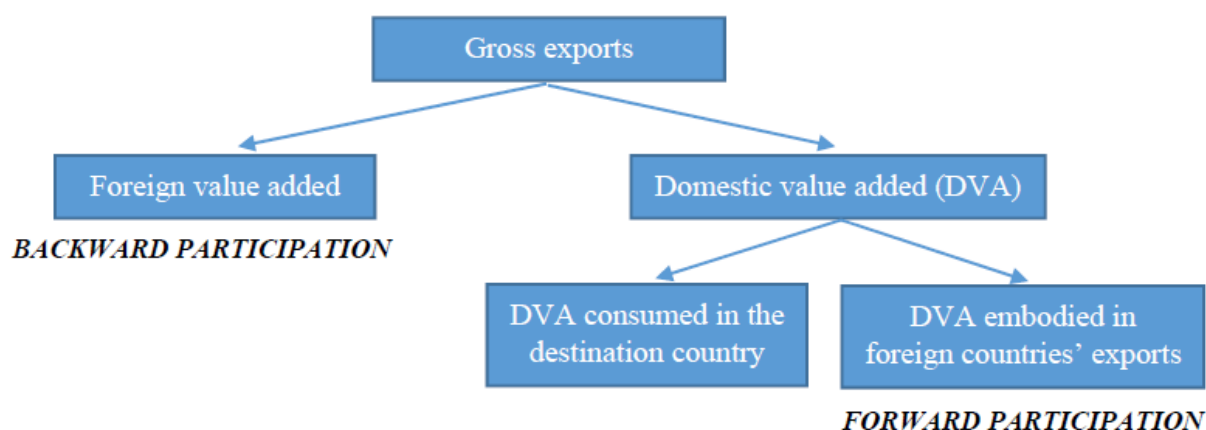 Gross exports
Foreign value added
Domestic value added (DVA)
BACKWARD PARTICIPATION
DVA consumed in the
destination country
DVA embodied in
foreign countries’ exports
FORWARD PARTICIPATION